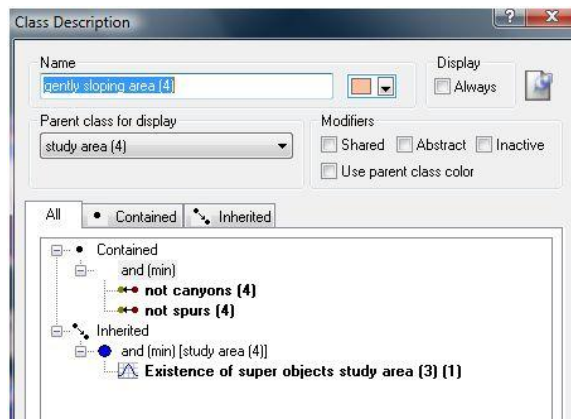 Class Description
Name
gently sloping area (4)
Display
Always
Parent class for display
study area (4)
Modifiers
Shared Abstract Inactive
Use parent class color
All Contained Inherited
Contained
and (min)
not canyons (4)
not spurs (4)
Inherited
and (min) [study area (4)]
Existence of super objects study area (3) (1)